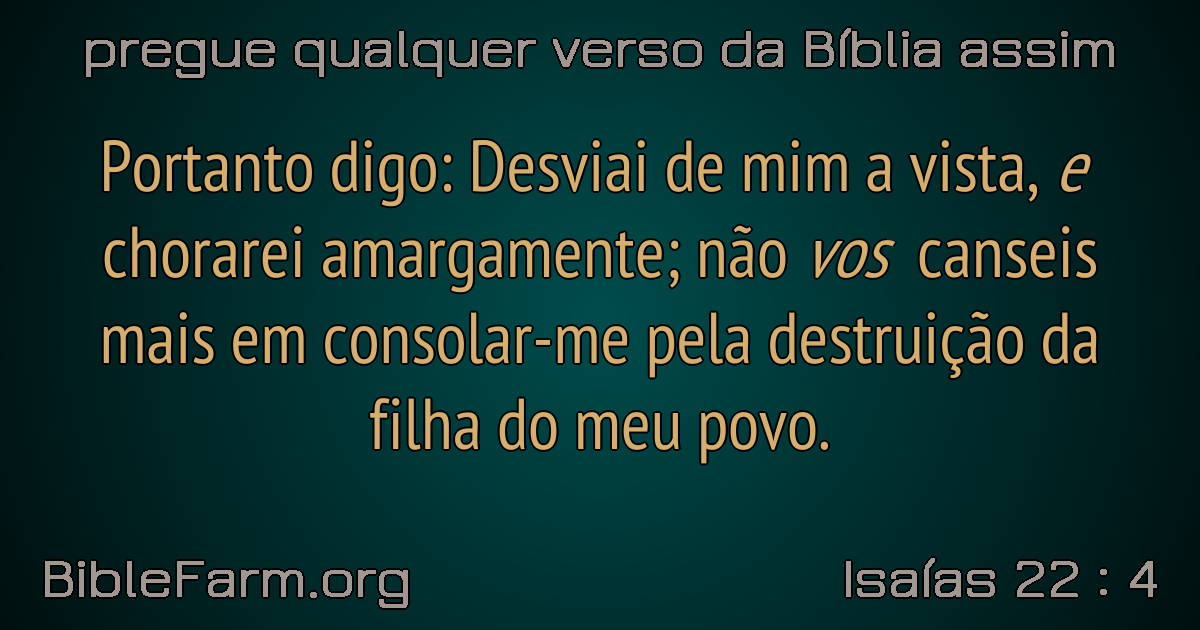 pregue qualquer verso da Bíblia assim
Portanto digo: Desviai de mim a vista, e
chorarei amargamente; não vos canseis
mais em consolar-me pela destruição da
filha do meu povo.
BibleFarm.org
Isaías 22 : 4